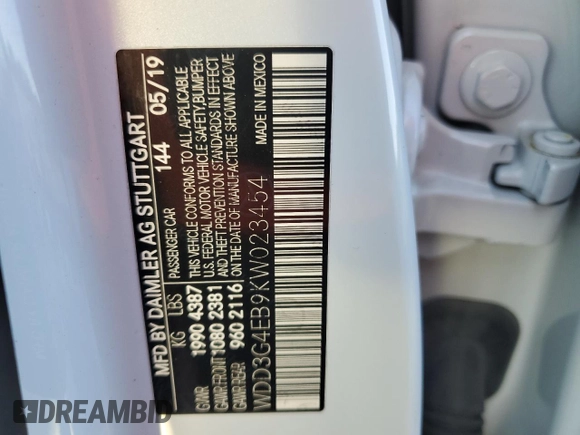 MFD BY DAIMLER AG STUTTGART
144 05/19
PASSENGER CAR
KG LBS
GVWR 1990 4387
GAWR FRONT 1080 2381
GAWR REAR 960 2116
THIS VEHICLE CONFORMS TO ALL APPLICABLE
U.S. FEDERAL MOTOR VEHICLE SAFETY, BUMPER
AND THEFT PREVENTION STANDARDS IN EFFECT
ON THE DATE OF MANUFACTURE SHOWN ABOVE
MADE IN MEXICO
WDD3G4EB9KW023454
DREAMBID